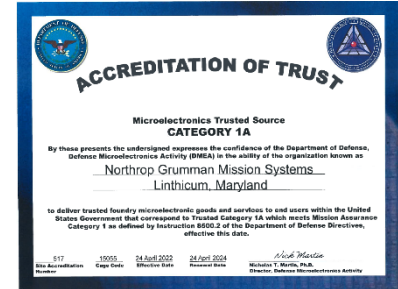 ACCREDITATION OF TRUST
Microelectronics Trusted Source
CATEGORY 1A
By these presents the undersigned expresses the confidence of the Department of Defense,
Defense Microelectronics Activity (DMEA) in the ability of the organization known as
Northrop Grumman Mission Systems
Linthicum, Maryland
to deliver trusted foundry microelectronic goods and services to end users within the United
States Government that correspond to Trusted Category 1A which meets Mission Assurance
Category 1 as defined by Instruction 8500.2 of the Department of Defense Directives,
effective this date.
Nick Martin
517 15055 24 April 2022 24 April 2024 Nicholas T. Martin, Ph.D.
Site Accreditation Cage Code Effective Date Renewal Date Director, Defense Microelectronics Activity
Number